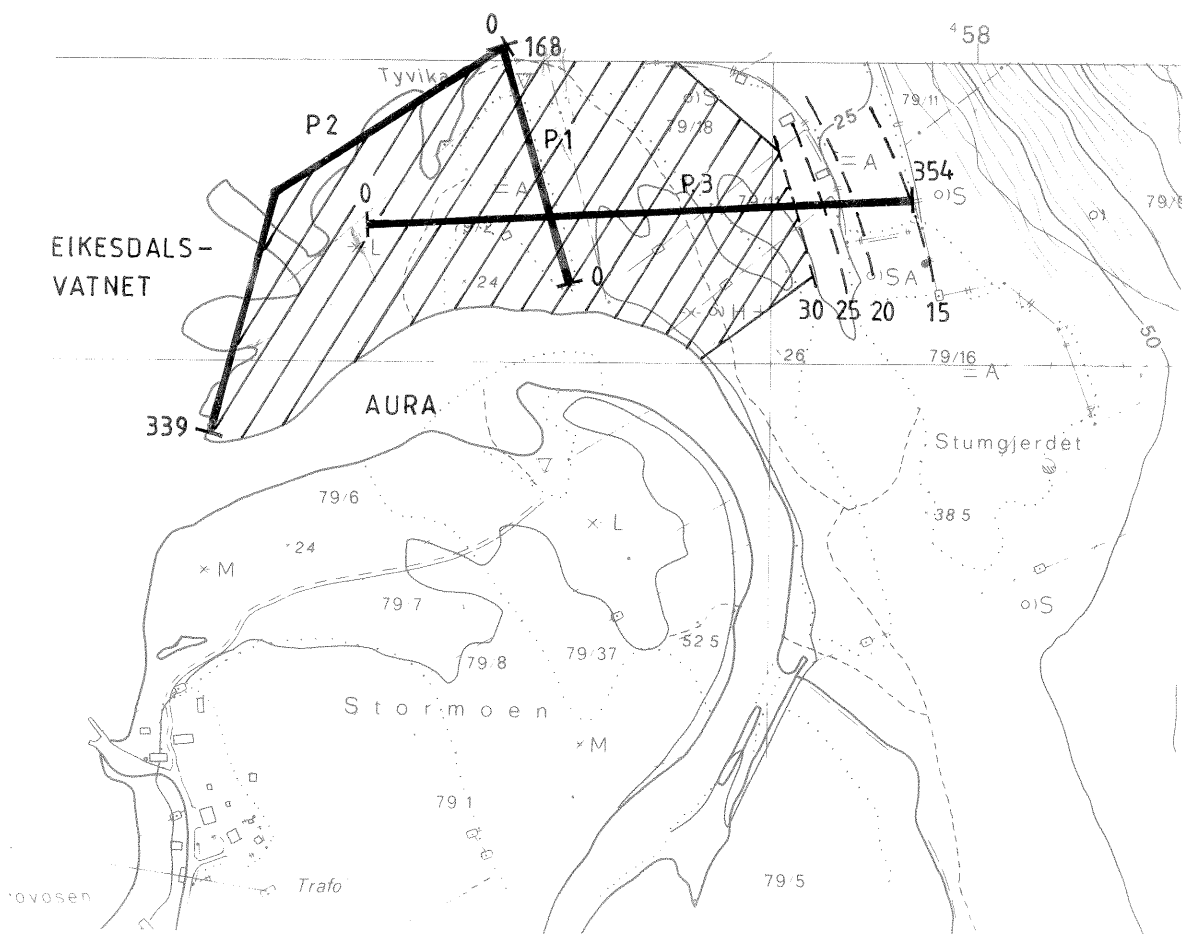 0
⁴58
168
Tyvika
79/11
S
P2
79/18
25
P1
= A
354
= A
P3
0
S
EIKESDALS-
VATNET
L
24
0
SA
30 25 20 15
50
26
79/16
= A
339
AURA
Stumgjerdet
79/6
× L
38 5
24
× M
S
79 7
79/8
79/37
52 5
Stormoen
× M
79 1
Trafo
79/5
ovosen